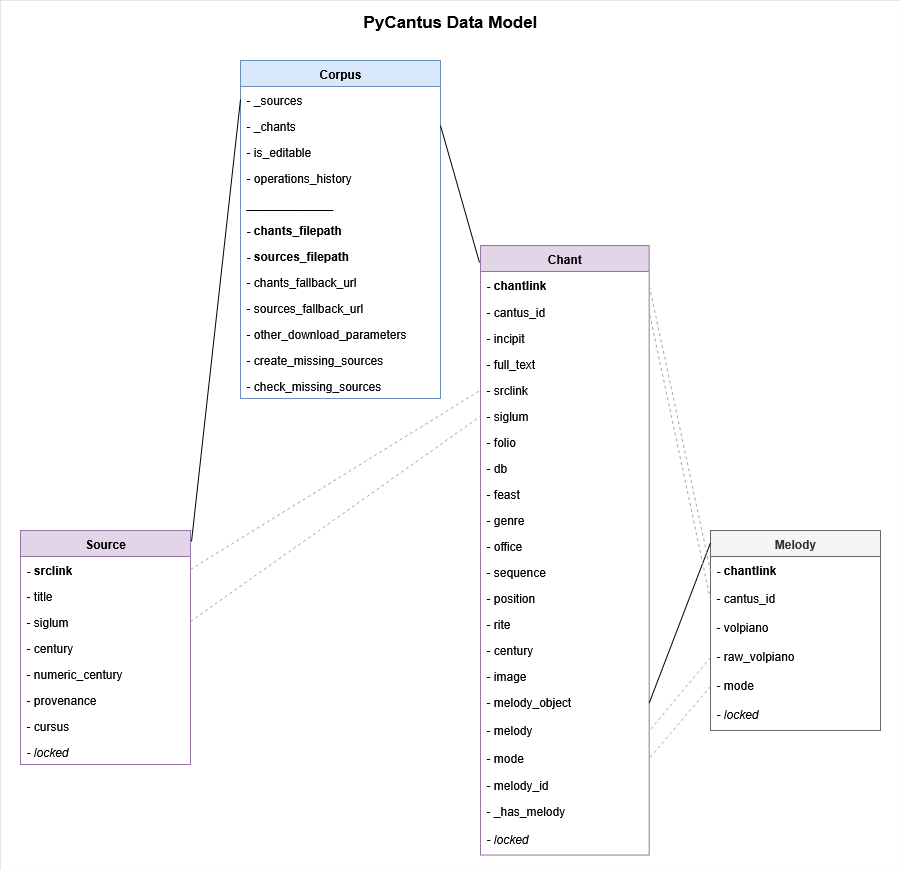 PyCantus Data Model
Corpus
- _sources
- _chants
- is_editable
- operations_history
- chants_filepath
- sources_filepath
- chants_fallback_url
- sources_fallback_url
- other_download_parameters
- create_missing_sources
- check_missing_sources
Chant
- chantlink
- cantus_id
- incipit
- full_text
- srclink
- siglum
- folio
- db
- feast
- genre
- office
- sequence
- position
- rite
- century
- image
- melody_object
- melody
- mode
- melody_id
- _has_melody
- locked
Source
- srclink
- title
- siglum
- century
- numeric_century
- provenance
- cursus
- locked
Melody
- chantlink
- cantus_id
- volpiano
- raw_volpiano
- mode
- locked